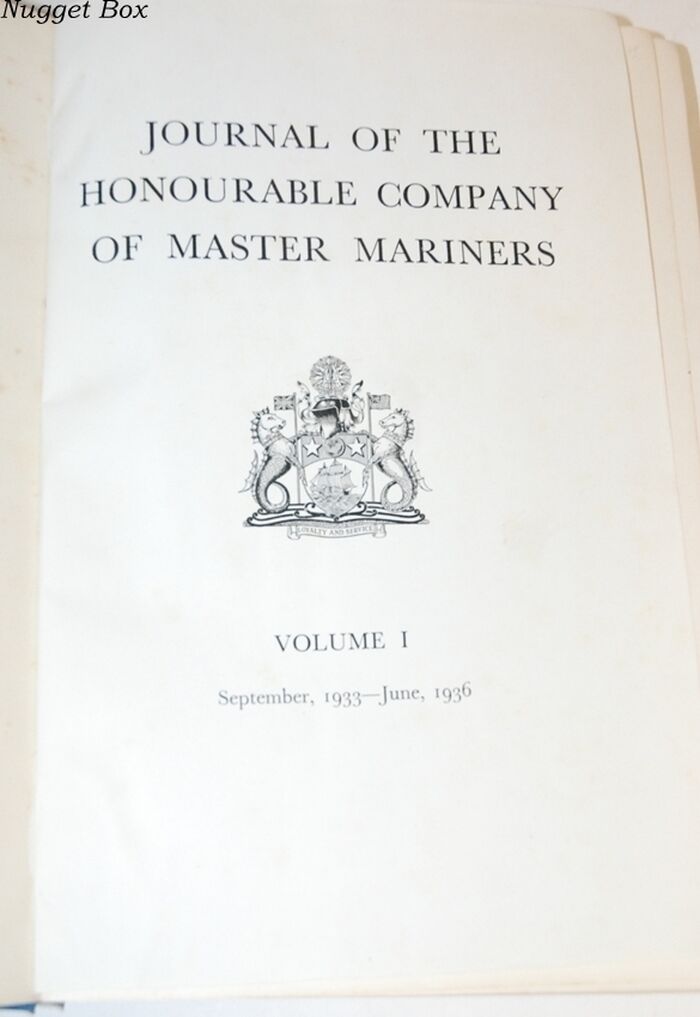 Nugget Box
JOURNAL OF THE
HONOURABLE COMPANY
OF MASTER MARINERS
LOYALTY AND SERVICE
VOLUME I
September, 1933—June, 1936